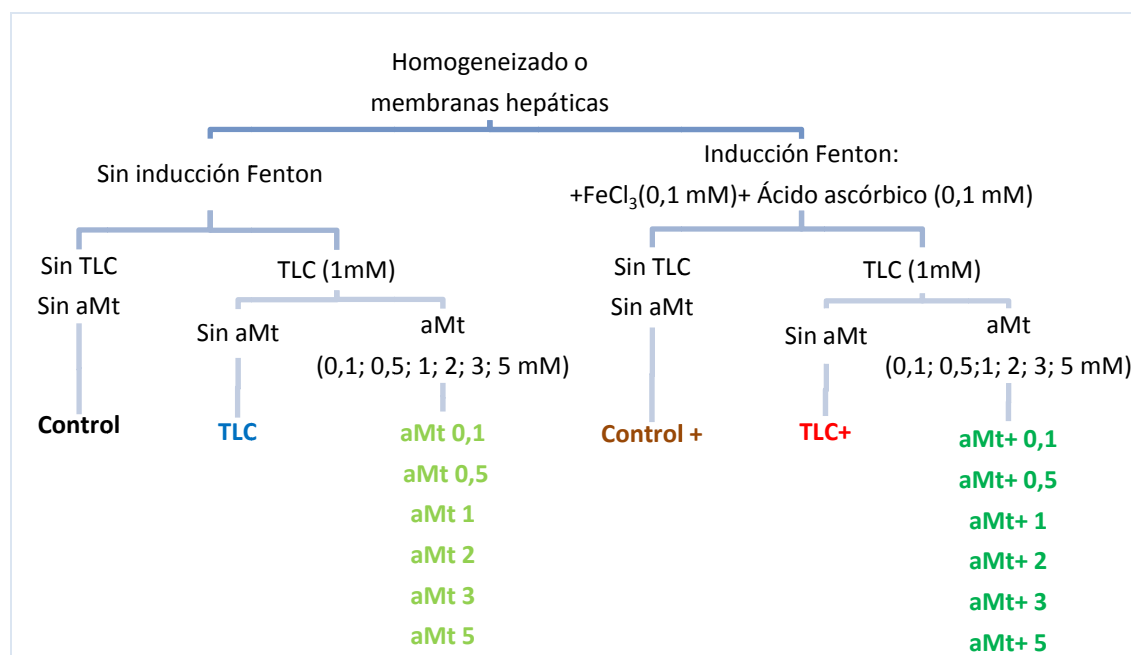 Homogeneizado o
membranas hepáticas
Sin inducción Fenton
Inducción Fenton:
+FeCl₃(0,1 mM)+ Ácido ascórbico (0,1 mM)
Sin TLC
Sin aMt
TLC (1mM)
Sin TLC
Sin aMt
TLC (1mM)
Sin aMt
aMt
(0,1; 0,5; 1; 2; 3; 5 mM)
Sin aMt
aMt
(0,1; 0,5;1; 2; 3; 5 mM)
Control
TLC
aMt 0,1
aMt 0,5
aMt 1
aMt 2
aMt 3
aMt 5
Control +
TLC+
aMt+ 0,1
aMt+ 0,5
aMt+ 1
aMt+ 2
aMt+ 3
aMt+ 5